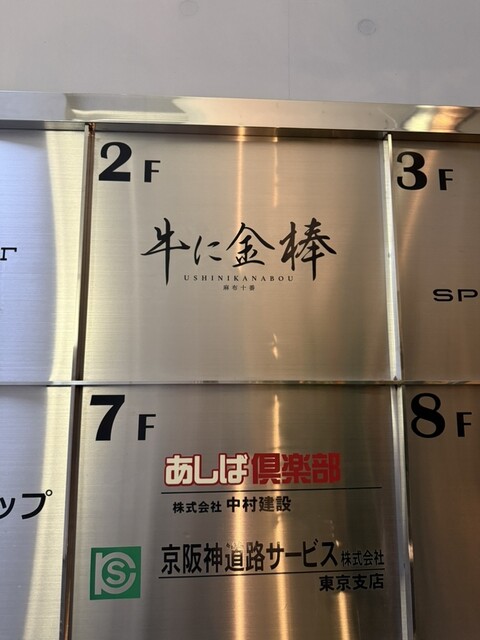 2F
牛に金棒
USHINIKANABOU
麻布十番
3F
SP
7F
あしば倶楽部
株式会社 中村建設
京阪神道路サービス株式会社
東京支店
8F
ップ